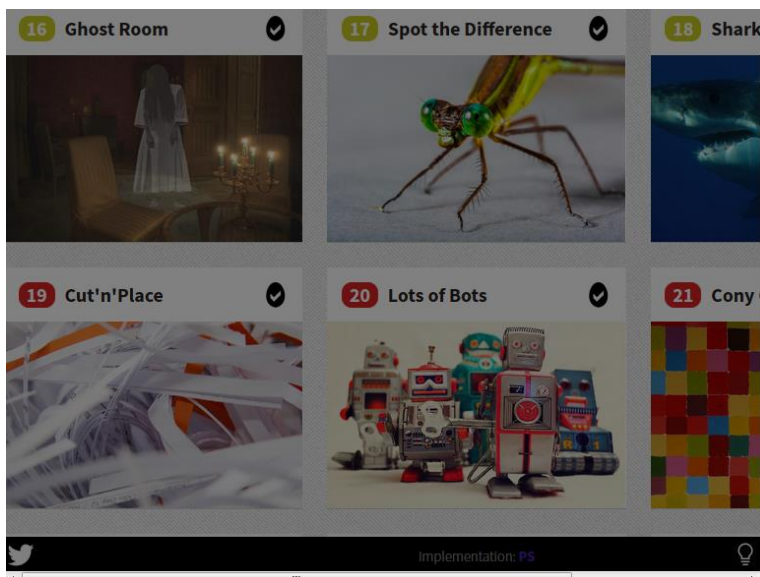 16 Ghost Room
17 Spot the Difference
18 Shark
19 Cut'n'Place
20 Lots of Bots
21 Cony
R 1
Implementation: PS